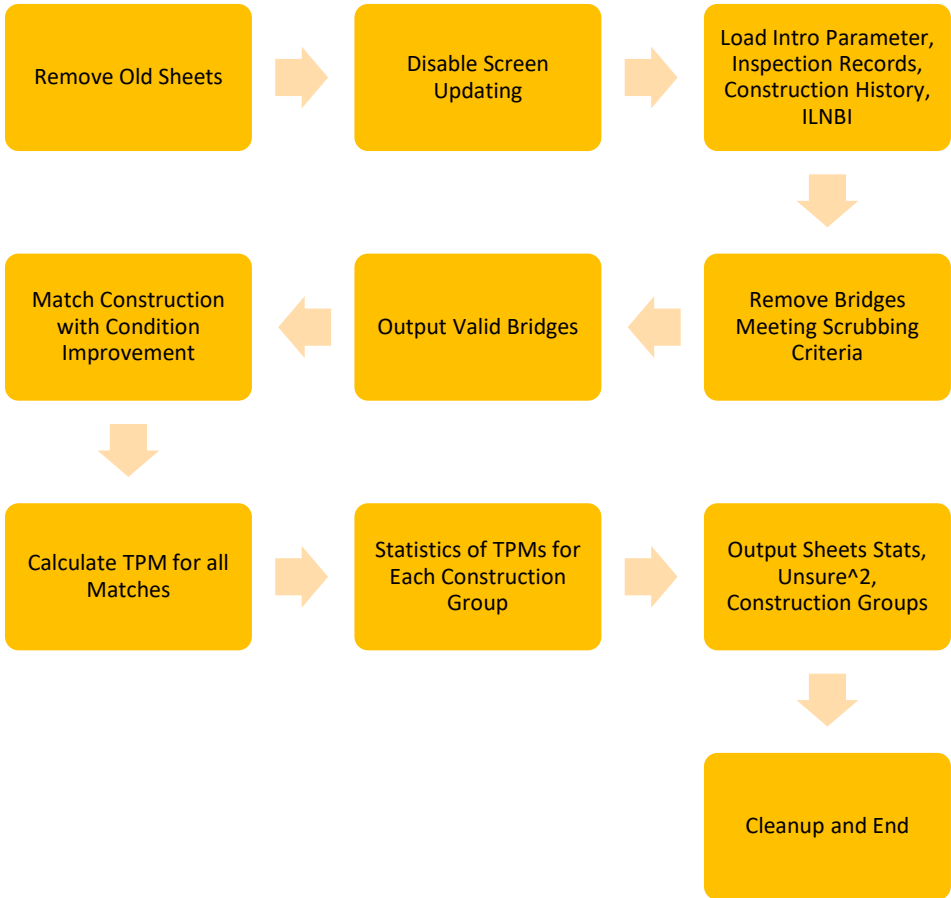 Remove Old Sheets
Disable Screen
Updating
Load Intro Parameter,
Inspection Records,
Construction History,
ILNBI
Remove Bridges
Meeting Scrubbing
Criteria
Output Valid Bridges
Match Construction
with Condition
Improvement
Calculate TPM for all
Matches
Statistics of TPMs for
Each Construction
Group
Output Sheets Stats,
Unsure^2,
Construction Groups
Cleanup and End